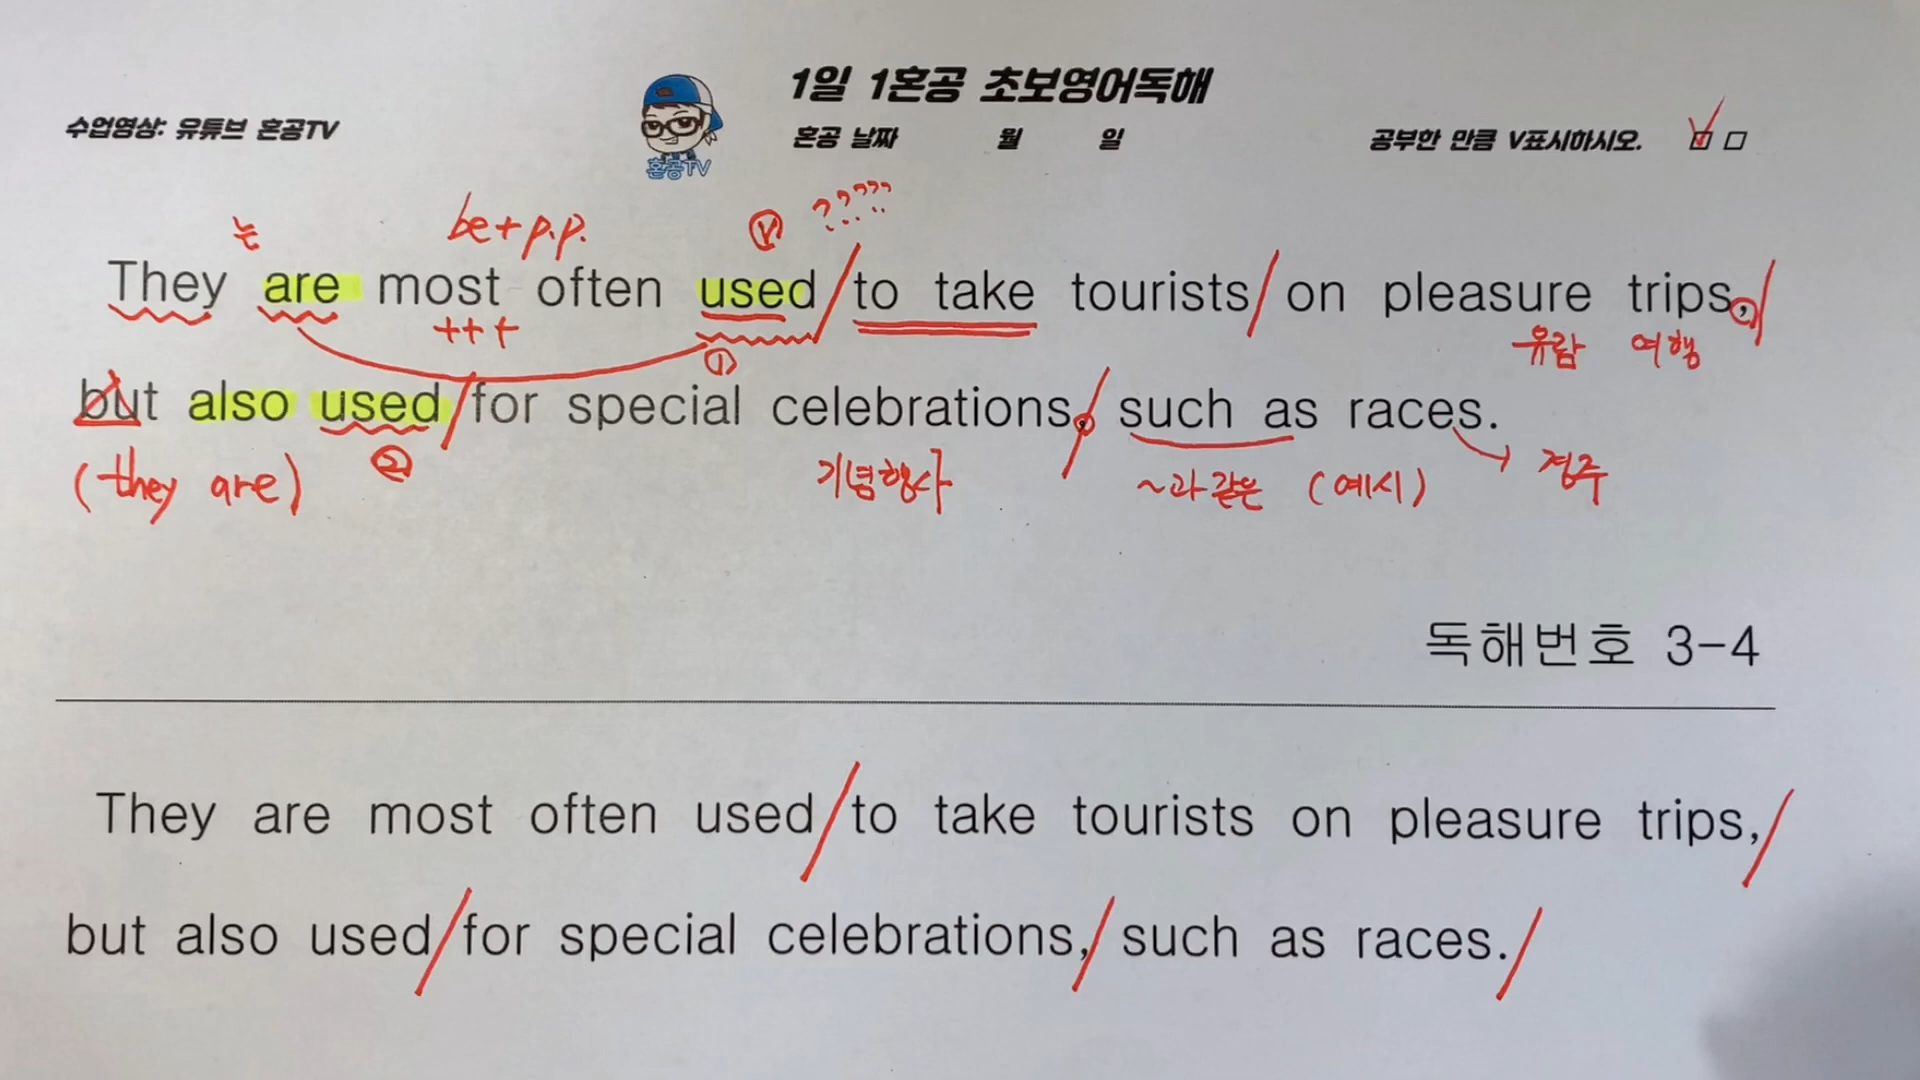 1일 1혼공 초보영어독해
수업영상: 유튜브 혼공TV
혼공 날짜 월 일
공부한 만큼 V표시하시오. □ □
혼공TV
는 be+p.p. Ⓥ ?????
They are most often used/to take tourists/on pleasure trips,/
+++ ① 유람 여행
but also used/for special celebrations,/such as races.
(they are) ② 기념행사 ~과 같은 (예시) 경주
독해번호 3-4
They are most often used/to take tourists on pleasure trips,/
but also used/for special celebrations,/such as races./